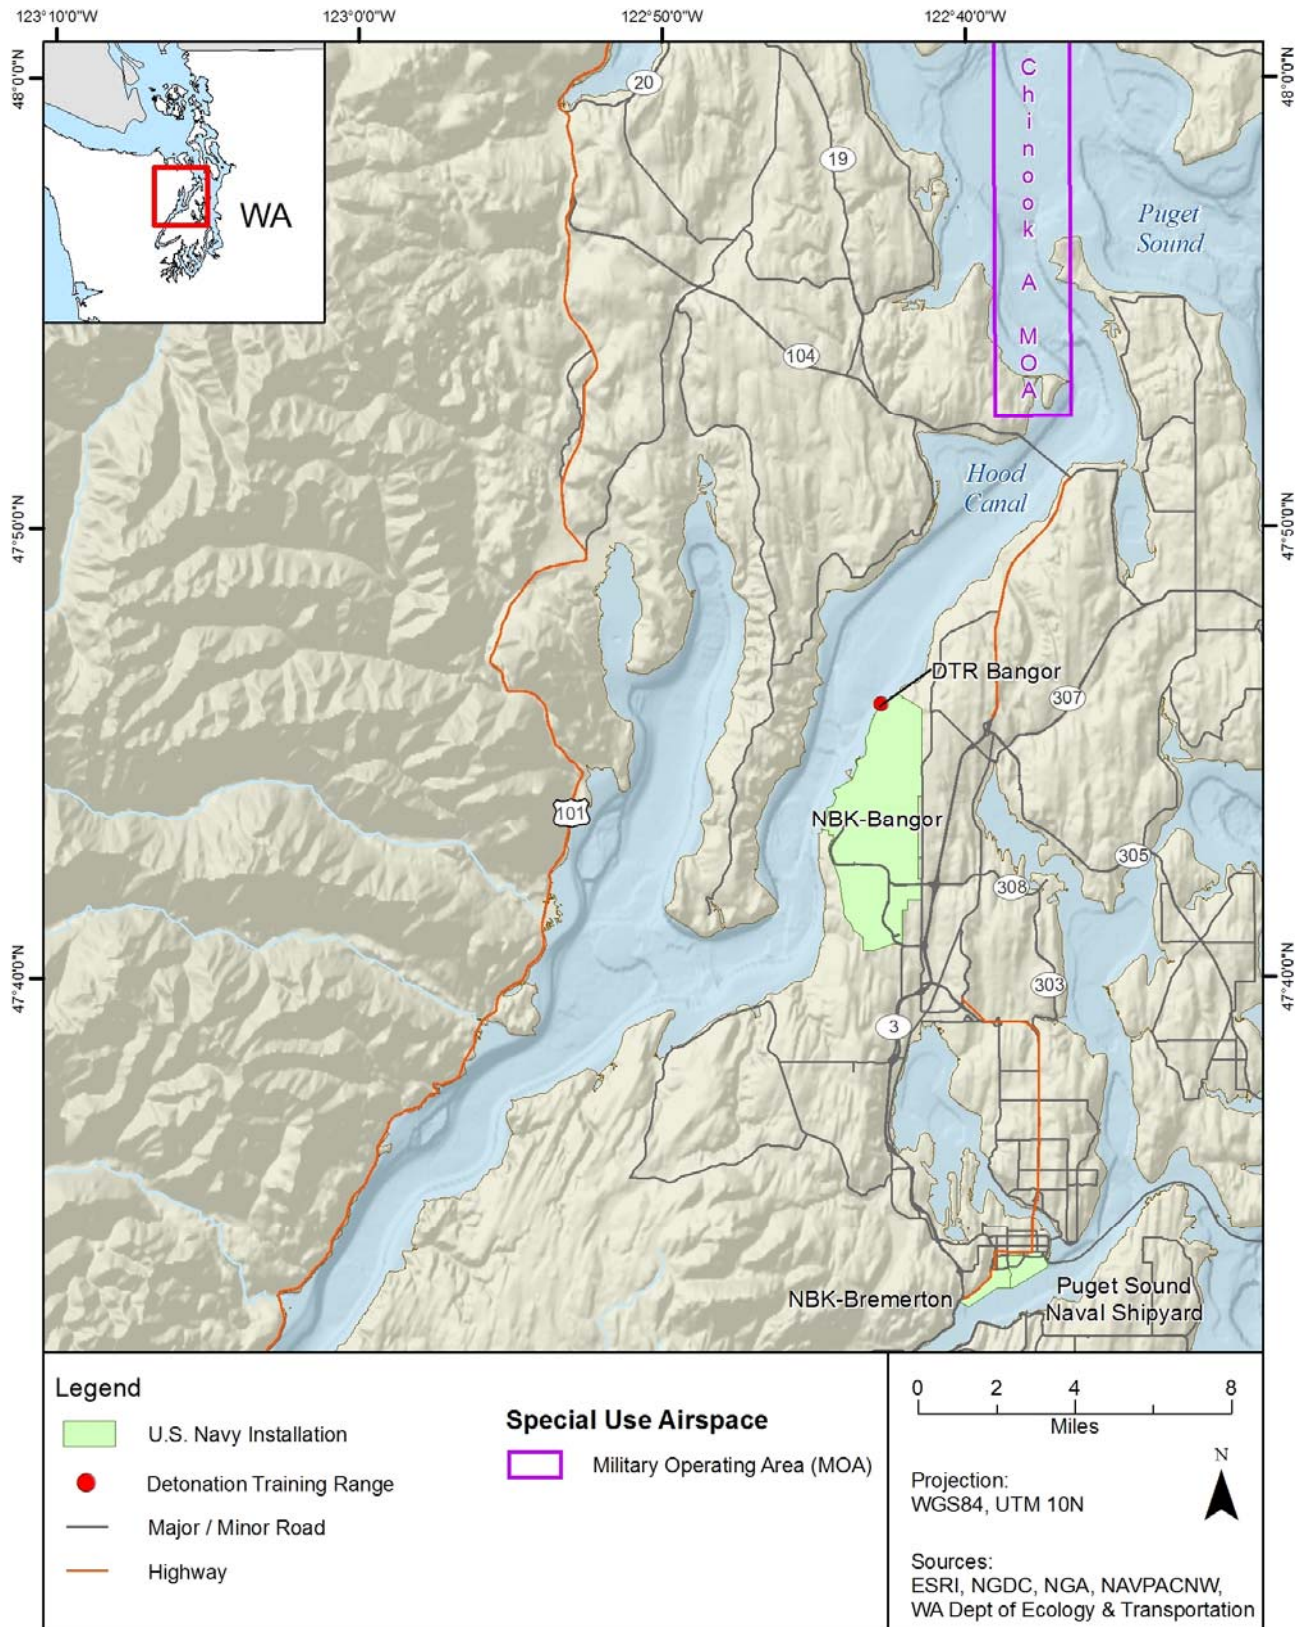 123°10'0"W
123°0'0"W
122°50'0"W
122°40'0"W
48°0'0"N
48°0'0"N
WA
20
19
Chinook A MOA
Puget
Sound
104
Hood
Canal
47°50'0"N
47°50'0"N
DTR Bangor
307
101
NBK-Bangor
305
308
47°40'0"N
47°40'0"N
303
3
NBK-Bremerton
Puget Sound
Naval Shipyard
Legend
U.S. Navy Installation
Detonation Training Range
Major / Minor Road
Highway
Special Use Airspace
Military Operating Area (MOA)
0 2 4 8
Miles
N
Projection:
WGS84, UTM 10N
Sources:
ESRI, NGDC, NGA, NAVPACNW,
WA Dept of Ecology & Transportation